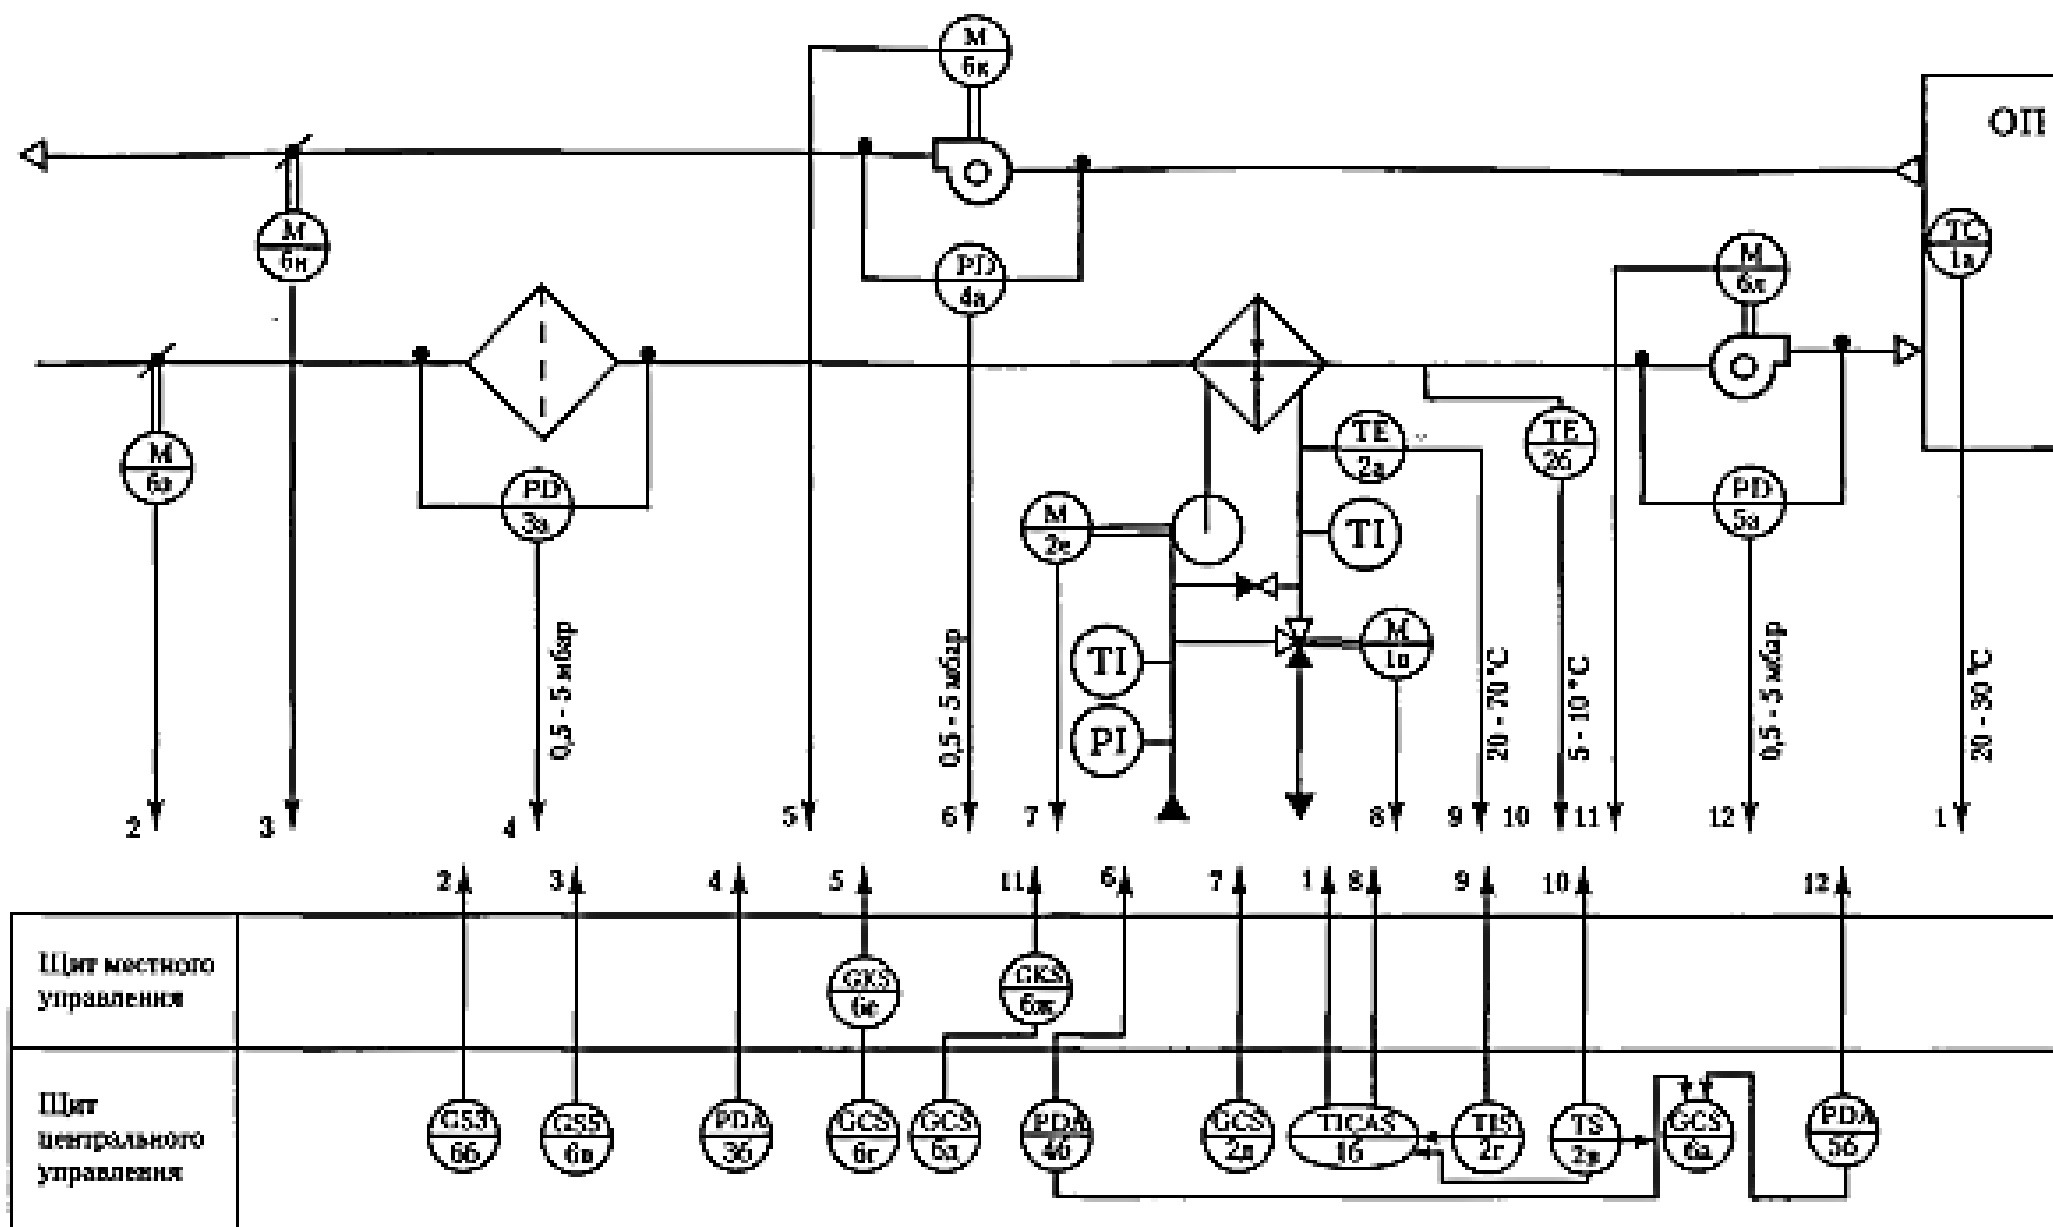 M
6к
ОПЕ
M
6н
TC
1а
PD
4а
M
6л
TE
2а
TE
2б
M
PD
3а
M
2е
TI
PD
5а
M
1в
TI
PI
0,5 - 5 мбар
0,5 - 5 мбар
20 - 70 °C
5 - 10 °C
0,5 - 5 мбар
20 - 30 °C
2
3
4
5
6
7
8
9
10
11
12
1
2
3
4
5
11
6
7
1
8
9
10
12
Щит местного
управления
GKS
6е
GKS
6ж
Щит
центрального
управления
GSS
6б
GSS
6в
PDA
3б
GCS
6г
GCS
6д
PDA
4б
GCS
2д
TICAS
1б
TIS
2г
TS
2в
GCS
6а
PDA
5б